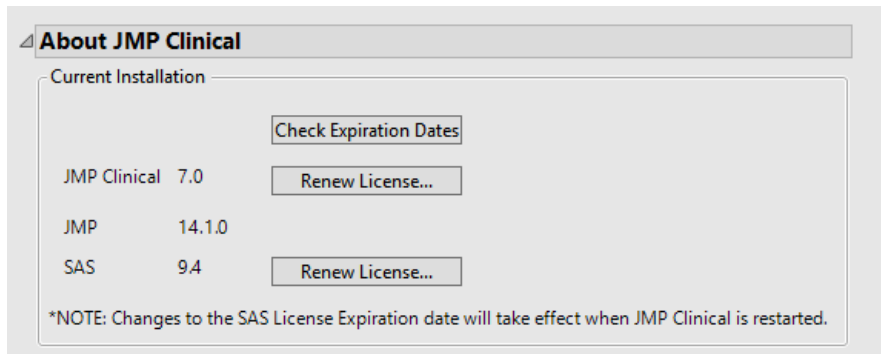 About JMP Clinical
Current Installation
Check Expiration Dates
JMP Clinical 7.0 Renew License...
JMP 14.1.0
SAS 9.4 Renew License...
*NOTE: Changes to the SAS License Expiration date will take effect when JMP Clinical is restarted.